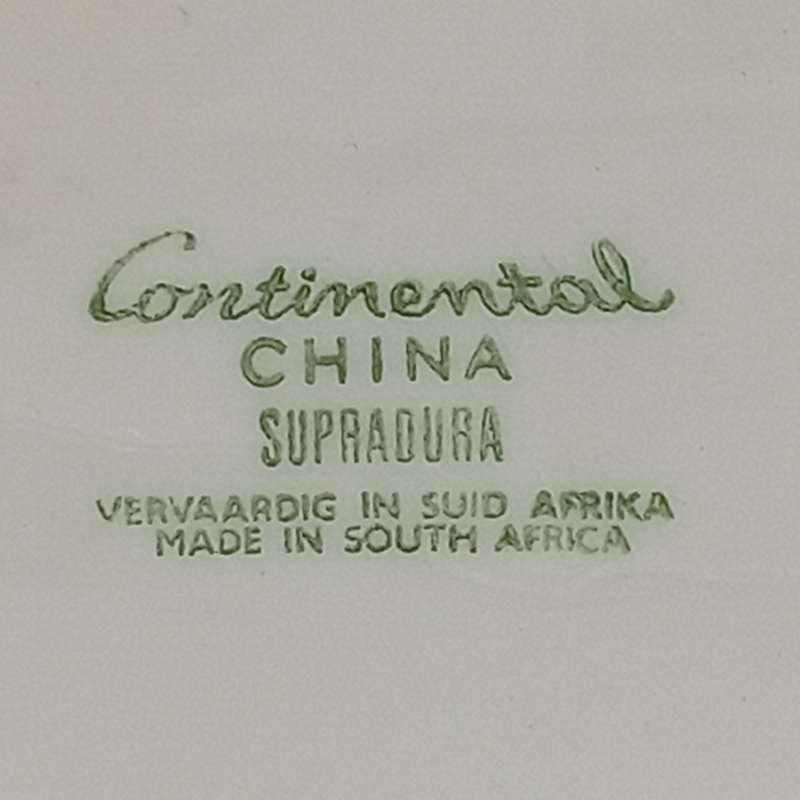 Continental
CHINA
SUPRADURA
VERVAARDIG IN SUID AFRIKA
MADE IN SOUTH AFRICA